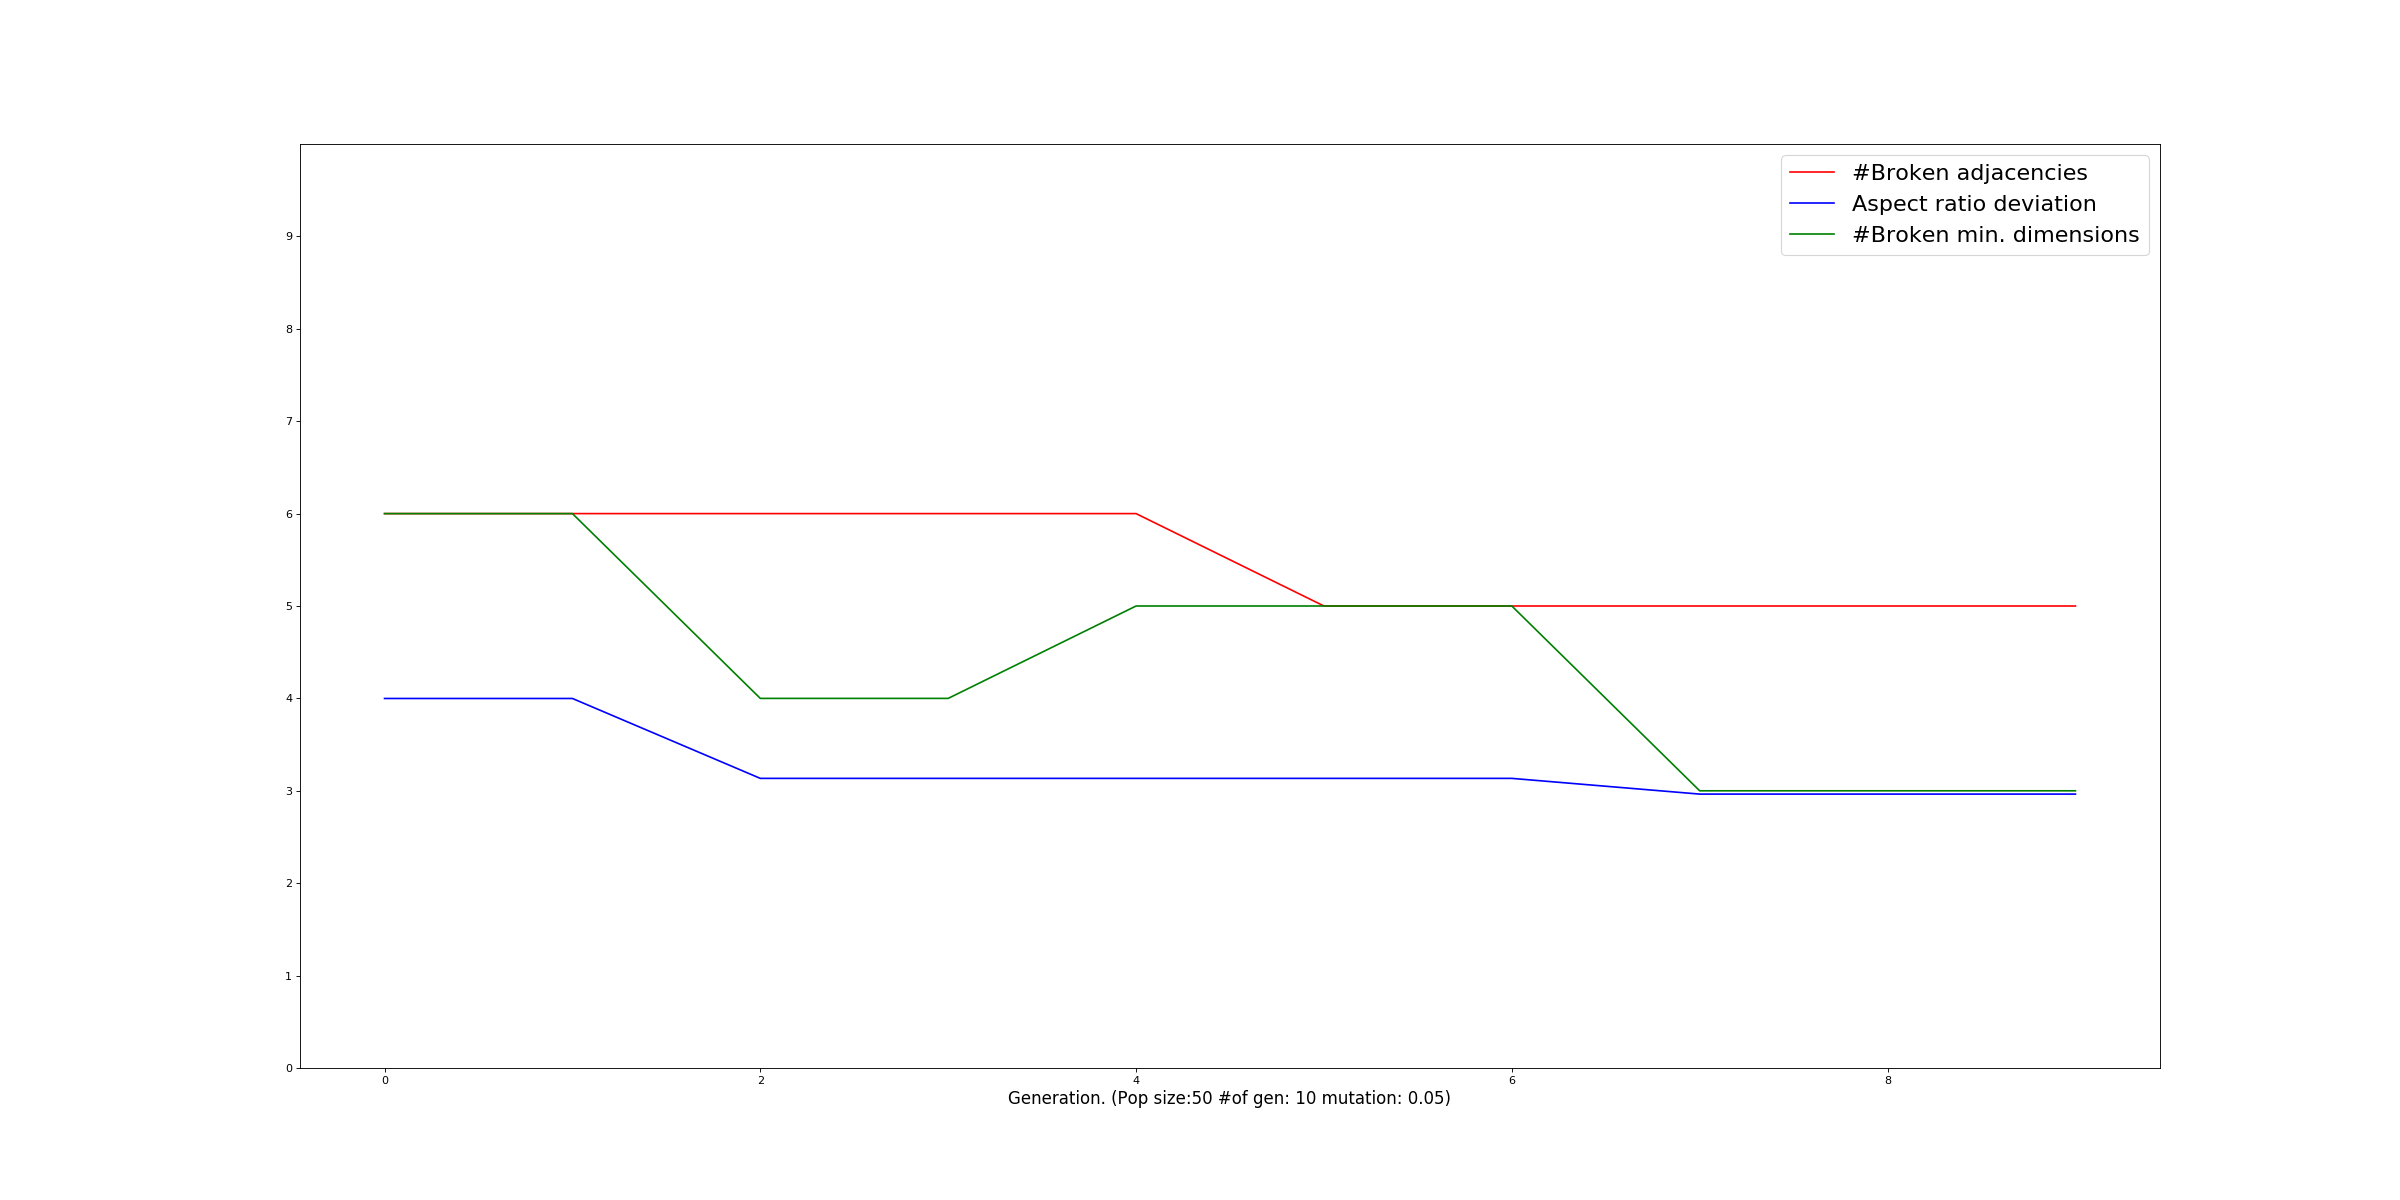 #Broken adjacencies
Aspect ratio deviation
#Broken min. dimensions
9
8
7
6
5
4
3
2
1
0
0 2 4 6 8
Generation. (Pop size:50 #of gen: 10 mutation: 0.05)